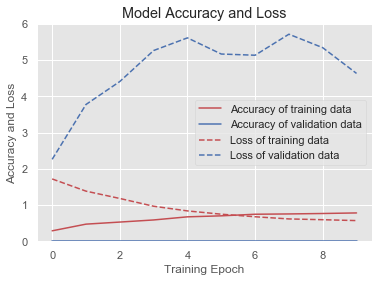 Model Accuracy and Loss
6
5
4
3
2
1
0
Accuracy and Loss
Accuracy of training data
Accuracy of validation data
Loss of training data
Loss of validation data
0 2 4 6 8
Training Epoch